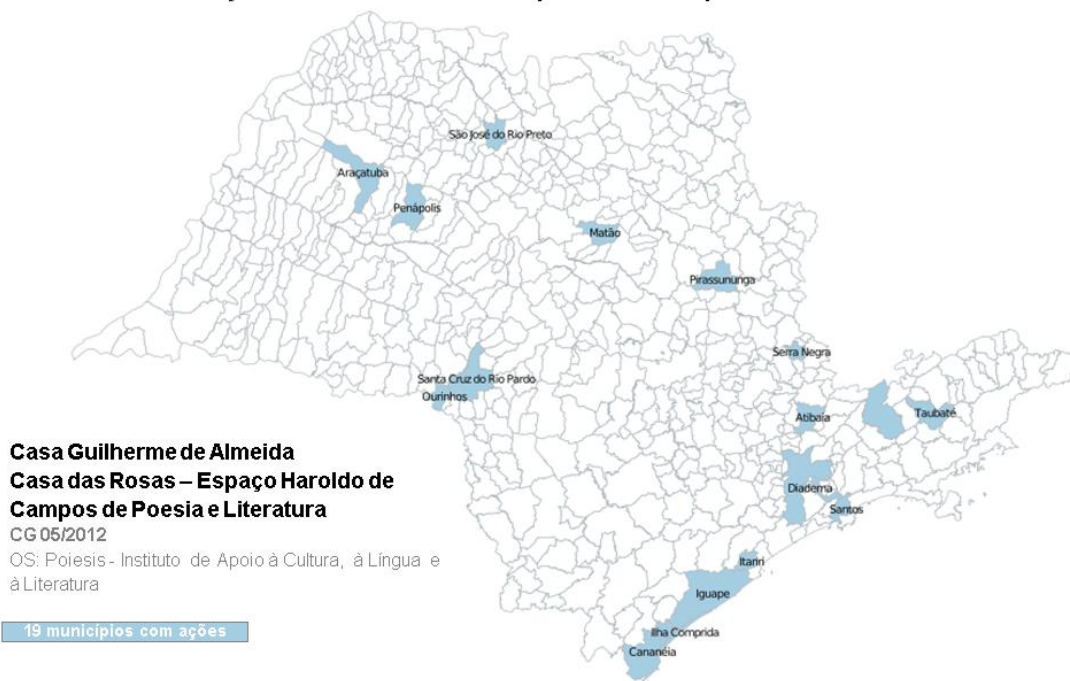 São José do Rio Preto
Araçatuba
Penápolis
Matão
Pirassununga
Serra Negra
Santa Cruz do Rio Pardo
Ourinhos
Atibaia
Taubaté
Diadema
Santos
Itariri
Iguape
Ilha Comprida
Cananéia
Casa Guilherme de Almeida
Casa das Rosas – Espaço Haroldo de
Campos de Poesia e Literatura
CG 05/2012
OS: Poiesis - Instituto de Apoio à Cultura, à Língua e
à Literatura
19 municípios com ações